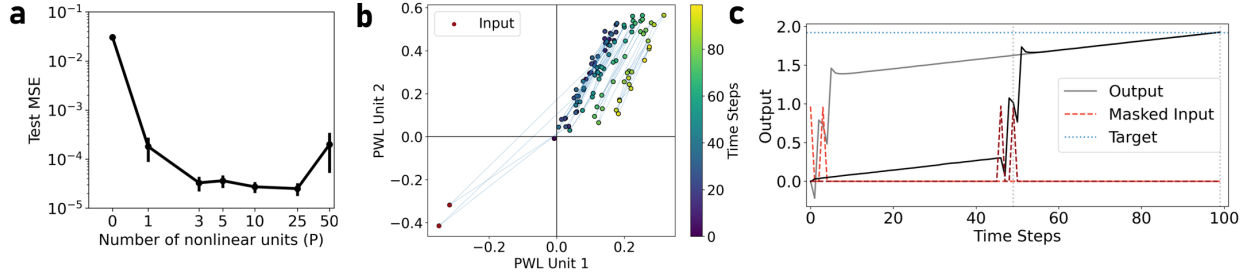 a
Test MSE
10⁻¹
10⁻²
10⁻³
10⁻⁴
10⁻⁵
0 1 3 5 10 25 50
Number of nonlinear units (P)
b
PWL Unit 2
0.6
0.4
0.2
0.0
−0.2
−0.4
Input
−0.2 0.0 0.2
PWL Unit 1
80
60
40
20
0
Time Steps
c
Output
2.0
1.5
1.0
0.5
0.0
Output
Masked Input
Target
0 20 40 60 80 100
Time Steps